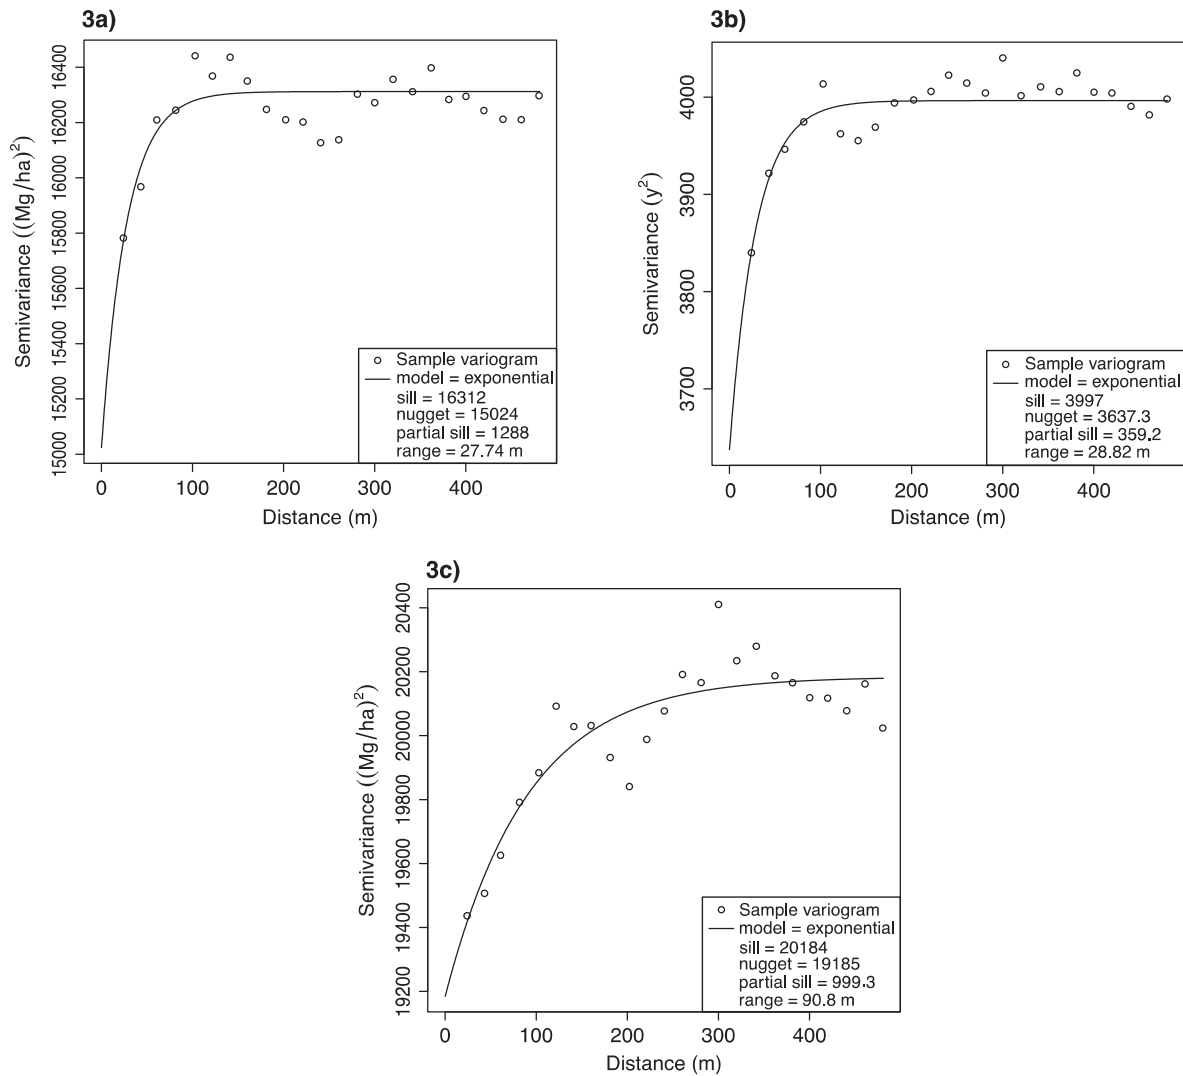 3a)
Semivariance ((Mg/ha)²)
16400
16200
16000
15800
15600
15400
15200
15000
Sample variogram
model = exponential
sill = 16312
nugget = 15024
partial sill = 1288
range = 27.74 m
0 100 200 300 400
Distance (m)
3b)
Semivariance (y²)
4000
3900
3800
3700
Sample variogram
model = exponential
sill = 3997
nugget = 3637.3
partial sill = 359.2
range = 28.82 m
0 100 200 300 400
Distance (m)
3c)
Semivariance ((Mg/ha)²)
20400
20200
20000
19800
19600
19400
19200
Sample variogram
model = exponential
sill = 20184
nugget = 19185
partial sill = 999.3
range = 90.8 m
0 100 200 300 400
Distance (m)